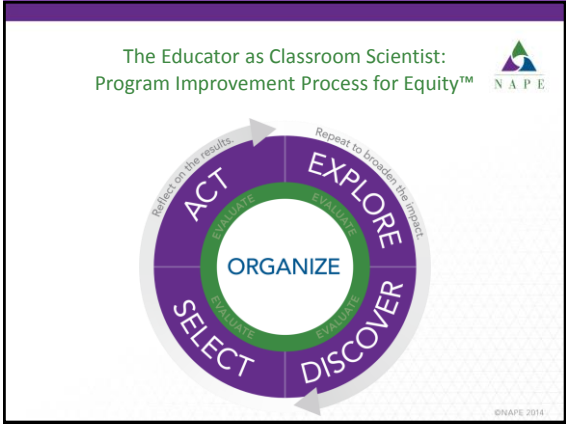 The Educator as Classroom Scientist:
Program Improvement Process for Equity™
NAPE
Reflect on the results.
Repeat to broaden the impact.
ACT
EXPLORE
EVALUATE
EVALUATE
ORGANIZE
EVALUATE
EVALUATE
SELECT
DISCOVER
©NAPE 2014